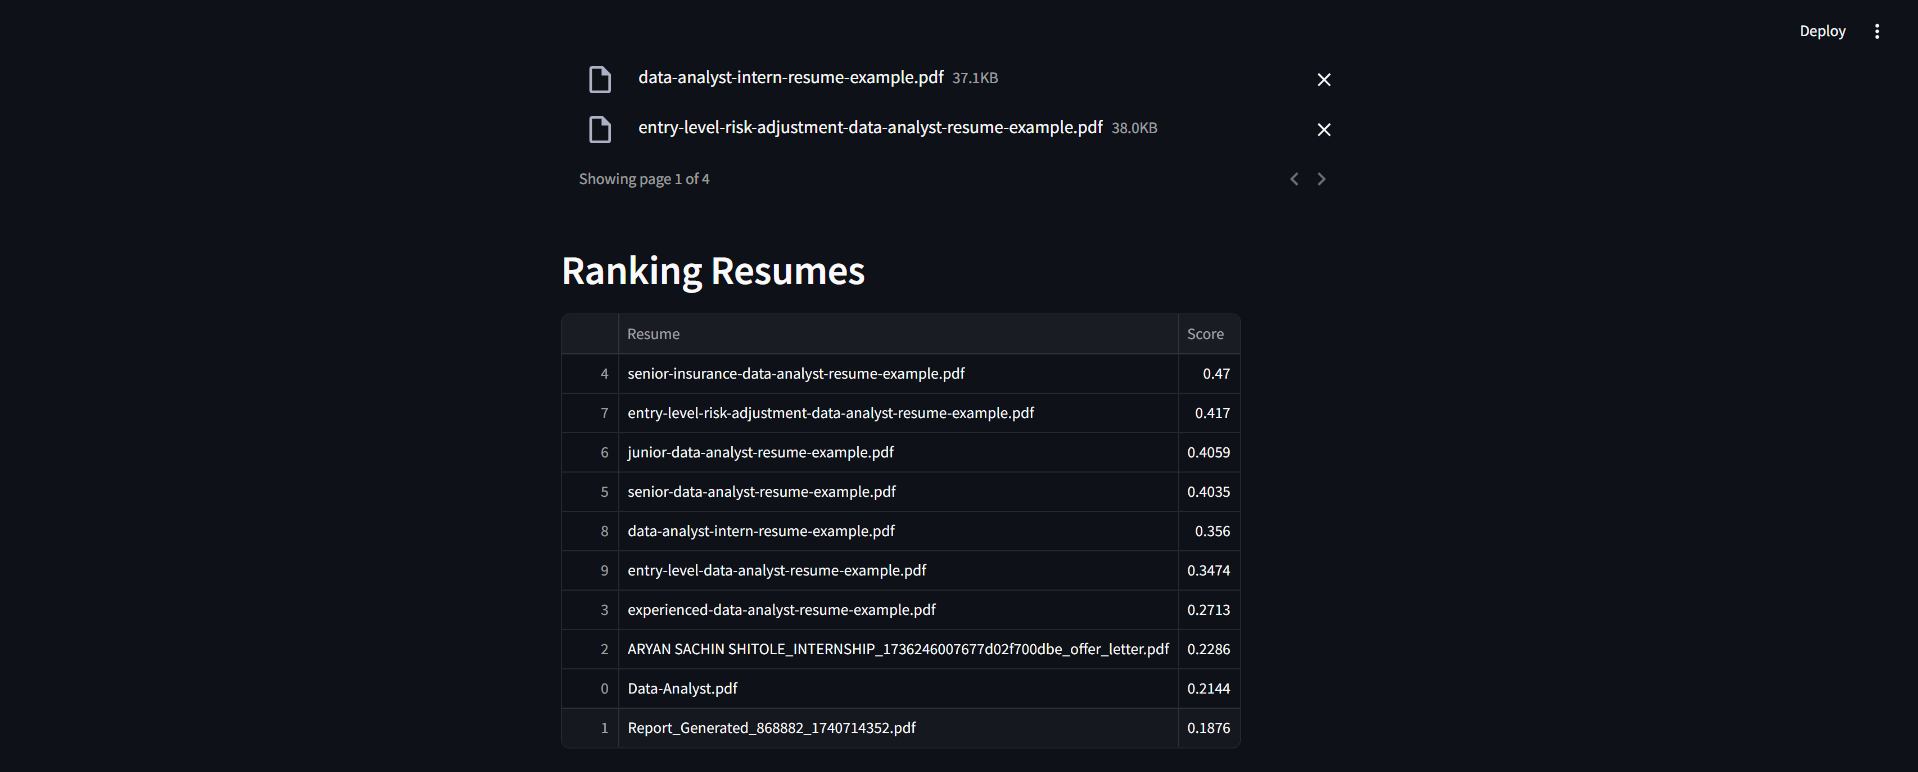 Deploy
data-analyst-intern-resume-example.pdf 37.1KB
entry-level-risk-adjustment-data-analyst-resume-example.pdf 38.0KB
Showing page 1 of 4
Ranking Resumes
Resume Score
4 senior-insurance-data-analyst-resume-example.pdf 0.47
7 entry-level-risk-adjustment-data-analyst-resume-example.pdf 0.417
6 junior-data-analyst-resume-example.pdf 0.4059
5 senior-data-analyst-resume-example.pdf 0.4035
8 data-analyst-intern-resume-example.pdf 0.356
9 entry-level-data-analyst-resume-example.pdf 0.3474
3 experienced-data-analyst-resume-example.pdf 0.2713
2 ARYAN SACHIN SHITOLE_INTERNSHIP_1736246007677d02f700dbe_offer_letter.pdf 0.2286
0 Data-Analyst.pdf 0.2144
1 Report_Generated_868882_1740714352.pdf 0.1876